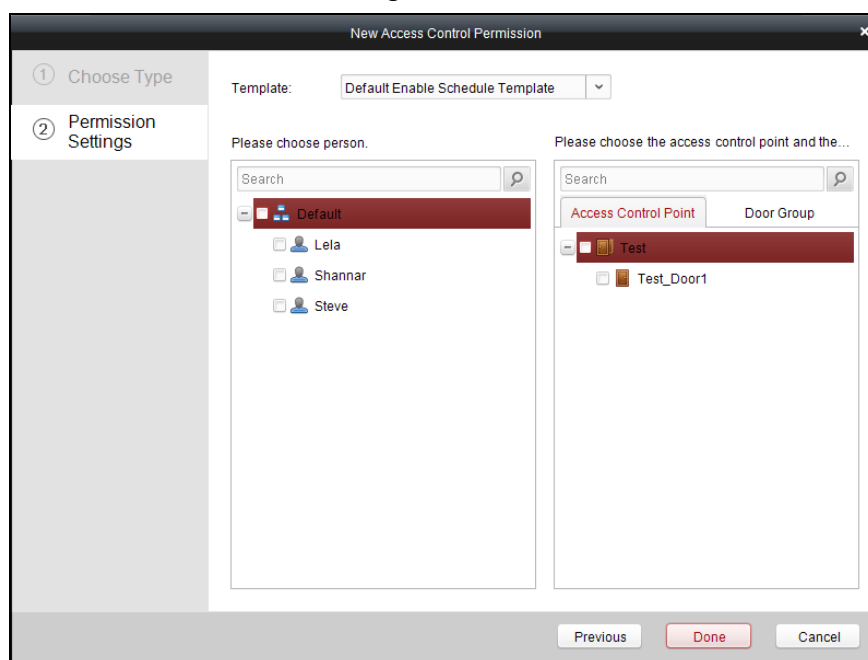 New Access Control Permission
1 Choose Type
2 Permission
Settings
Template: Default Enable Schedule Template
Please choose person.
Search
Default
Lela
Shannar
Steve
Please choose the access control point and the...
Search
Access Control Point Door Group
Test
Test_Door1
Previous Done Cancel